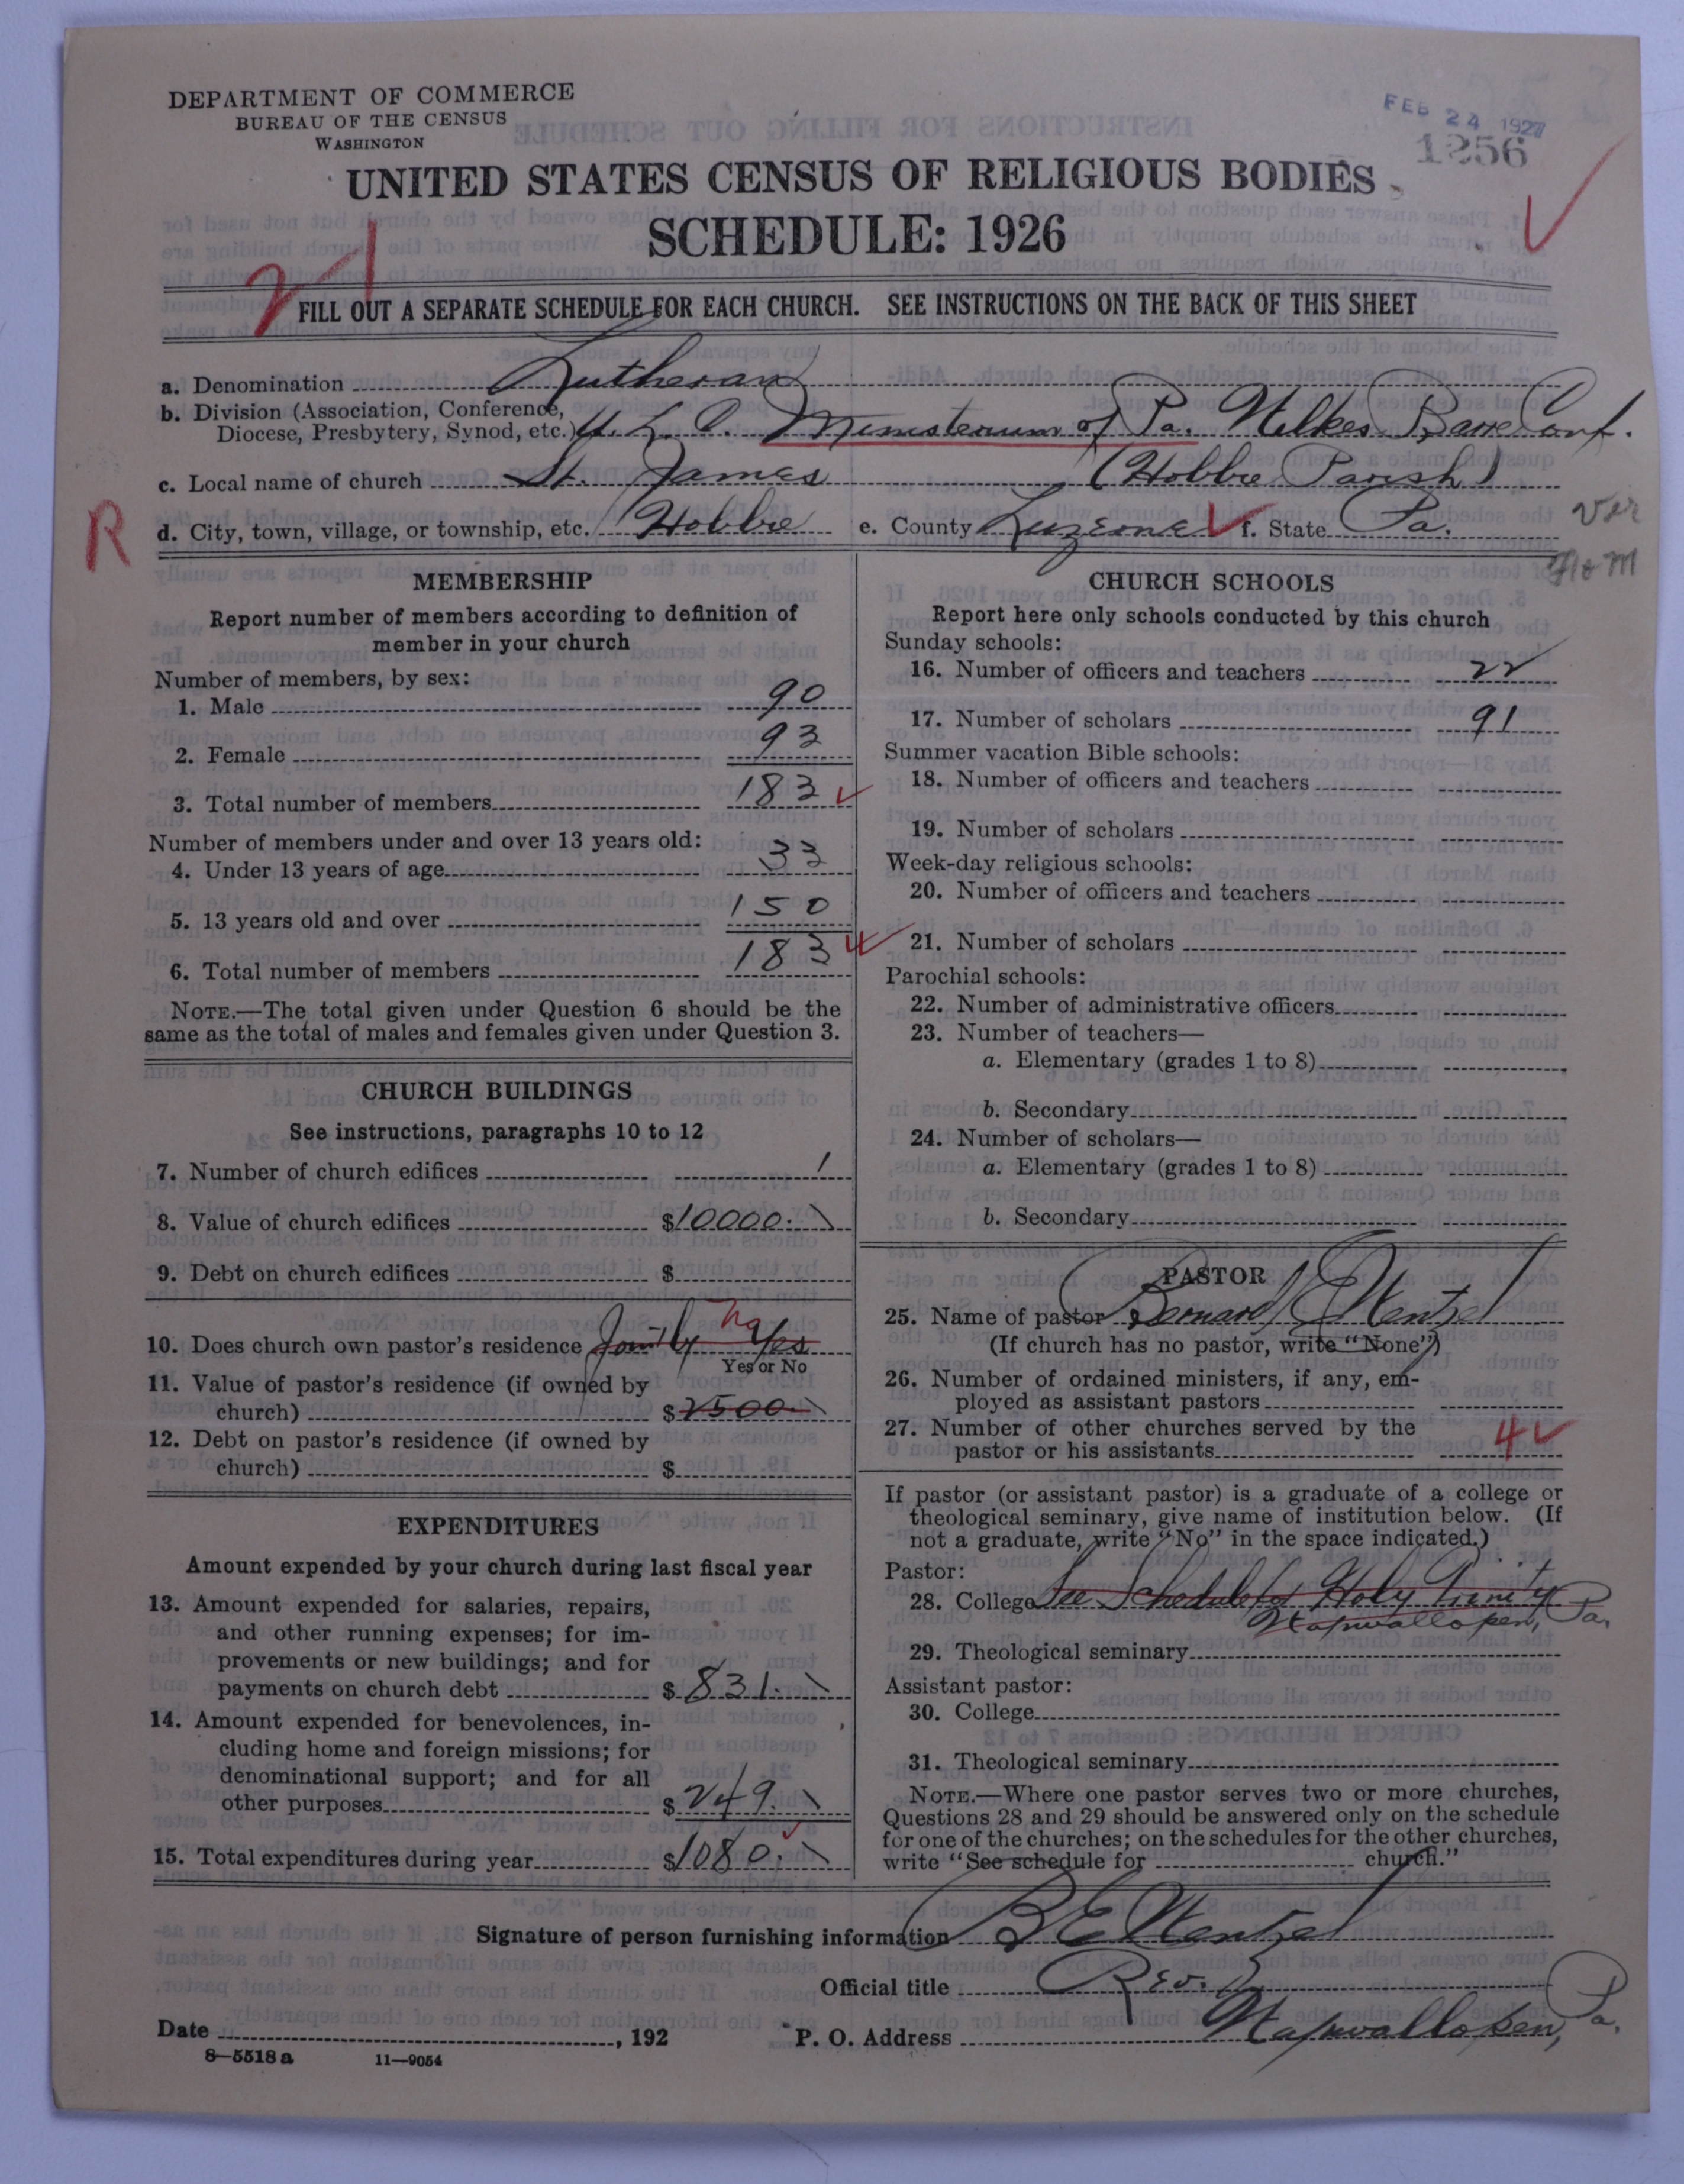 DEPARTMENT OF COMMERCE
BUREAU OF THE CENSUS
WASHINGTON
FEB 24 1927
1256
UNITED STATES CENSUS OF RELIGIOUS BODIES
SCHEDULE: 1926
21
FILL OUT A SEPARATE SCHEDULE FOR EACH CHURCH. SEE INSTRUCTIONS ON THE BACK OF THIS SHEET
a. Denomination Lutheran
b. Division (Association, Conference,
Diocese, Presbytery, Synod, etc.) U. L. C. Ministerium of Pa. Wilkes Barre Conf.
c. Local name of church St. James (Hobbie Parish)
R
d. City, town, village, or township, etc. Hobbie e. County Luzerne f. State Pa.
Ver
MEMBERSHIP
Report number of members according to definition of
member in your church
Number of members, by sex:
1. Male 90
2. Female 93
3. Total number of members 183
Number of members under and over 13 years old:
4. Under 13 years of age 33
5. 13 years old and over 150
6. Total number of members 183
NOTE.—The total given under Question 6 should be the
same as the total of males and females given under Question 3.
CHURCH BUILDINGS
See instructions, paragraphs 10 to 12
7. Number of church edifices 1
8. Value of church edifices $10000.
9. Debt on church edifices $
10. Does church own pastor's residence Jointly Yes No
Yes or No
11. Value of pastor's residence (if owned by
church) $2500.
12. Debt on pastor's residence (if owned by
church) $
EXPENDITURES
Amount expended by your church during last fiscal year
13. Amount expended for salaries, repairs,
and other running expenses; for im-
provements or new buildings; and for
payments on church debt $831.
14. Amount expended for benevolences, in-
cluding home and foreign missions; for
denominational support; and for all
other purposes $249.
15. Total expenditures during year $1080.
CHURCH SCHOOLS
Report here only schools conducted by this church
Sunday schools:
16. Number of officers and teachers 22
17. Number of scholars 91
Summer vacation Bible schools:
18. Number of officers and teachers
19. Number of scholars
Week-day religious schools:
20. Number of officers and teachers
21. Number of scholars
Parochial schools:
22. Number of administrative officers
23. Number of teachers—
a. Elementary (grades 1 to 8)
b. Secondary
24. Number of scholars—
a. Elementary (grades 1 to 8)
b. Secondary
PASTOR
25. Name of pastor Bernard E Wentzel
(If church has no pastor, write "None")
26. Number of ordained ministers, if any, em-
ployed as assistant pastors
27. Number of other churches served by the
pastor or his assistants 4
If pastor (or assistant pastor) is a graduate of a college or
theological seminary, give name of institution below. (If
not a graduate, write "No" in the space indicated.)
Pastor:
28. College See Schedule for Holy Trinity
Wapwallopen, Pa.
29. Theological seminary
Assistant pastor:
30. College
31. Theological seminary
NOTE.—Where one pastor serves two or more churches,
Questions 28 and 29 should be answered only on the schedule
for one of the churches; on the schedules for the other churches,
write "See schedule for church."
Signature of person furnishing information B E Wentzel
Official title Rev.
Date , 192 P. O. Address Wapwallopen, Pa.
8—5518 a 11—9054